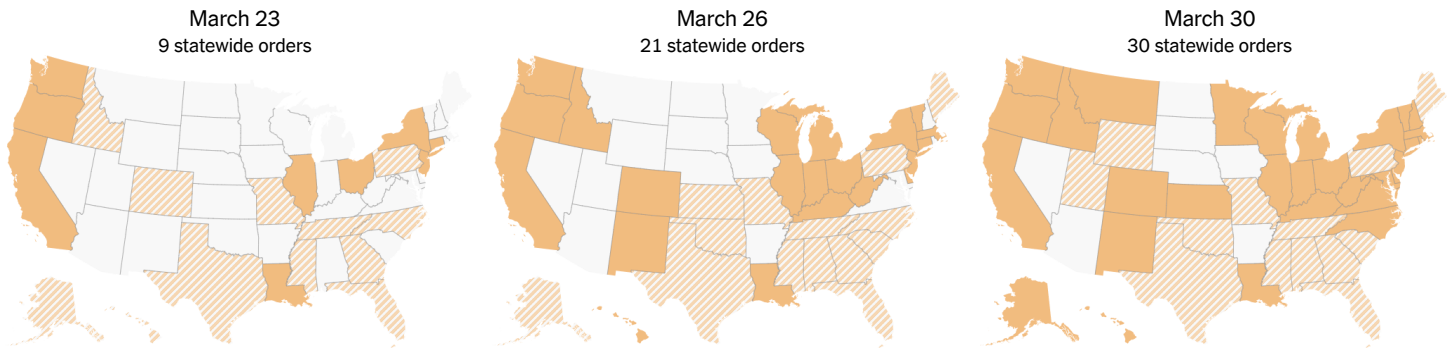 March 23
9 statewide orders
March 26
21 statewide orders
March 30
30 statewide orders